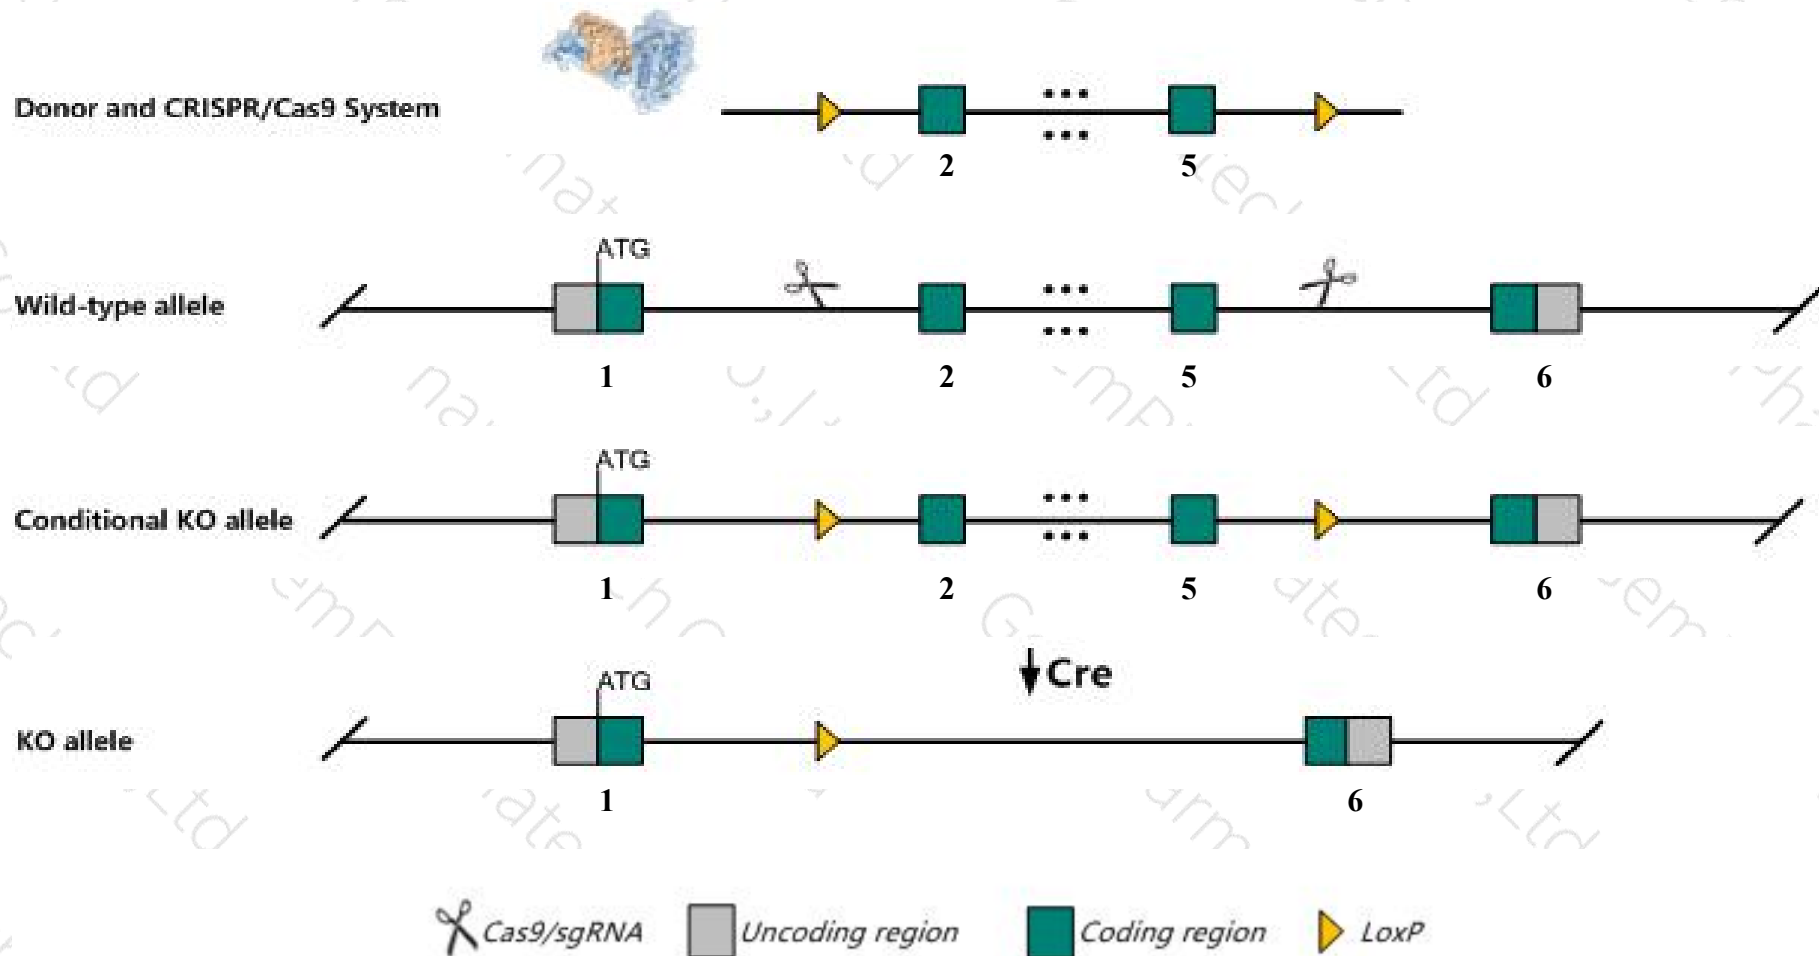 Donor and CRISPR/Cas9 System
2 5
ATG
Wild-type allele
1 2 5 6
ATG
Conditional KO allele
1 2 5 6
Cre
ATG
KO allele
1 6
Cas9/sgRNA Uncoding region Coding region LoxP